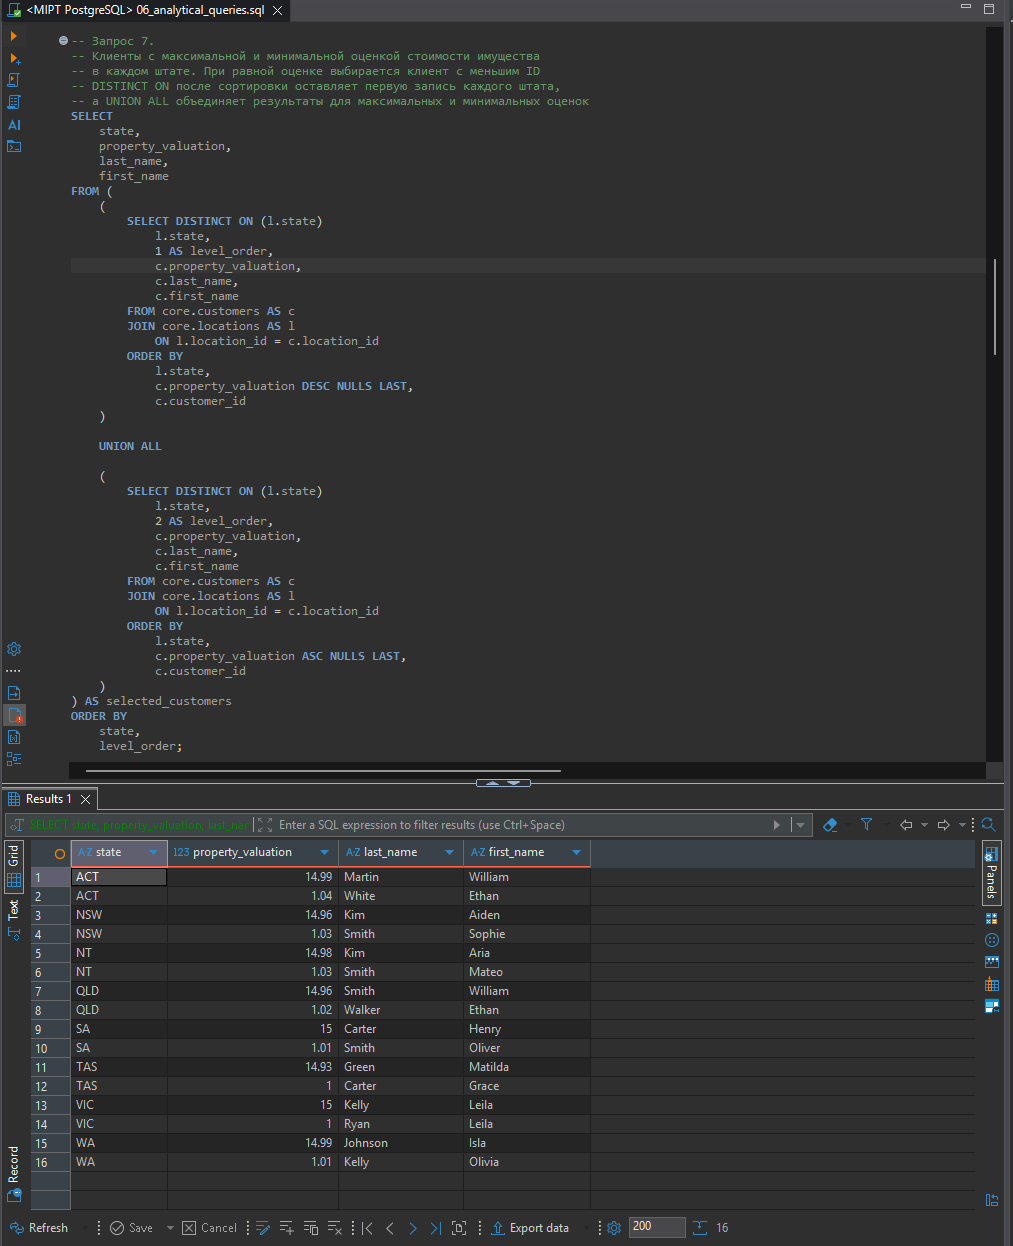 <MIPT PostgreSQL> 06_analytical_queries.sql
-- Запрос 7.
-- Клиенты с максимальной и минимальной оценкой стоимости имущества
-- в каждом штате. При равной оценке выбирается клиент с меньшим ID
-- DISTINCT ON после сортировки оставляет первую запись каждого штата,
-- а UNION ALL объединяет результаты для максимальных и минимальных оценок
SELECT
state,
property_valuation,
last_name,
first_name
FROM (
(
SELECT DISTINCT ON (l.state)
l.state,
1 AS level_order,
c.property_valuation,
c.last_name,
c.first_name
FROM core.customers AS c
JOIN core.locations AS l
ON l.location_id = c.location_id
ORDER BY
l.state,
c.property_valuation DESC NULLS LAST,
c.customer_id
)
UNION ALL
(
SELECT DISTINCT ON (l.state)
l.state,
2 AS level_order,
c.property_valuation,
c.last_name,
c.first_name
FROM core.customers AS c
JOIN core.locations AS l
ON l.location_id = c.location_id
ORDER BY
l.state,
c.property_valuation ASC NULLS LAST,
c.customer_id
)
) AS selected_customers
ORDER BY
state,
level_order;
AI
Results 1
SELECT state, property_valuation, last_nar
Enter a SQL expression to filter results (use Ctrl+Space)
Grid
Text
Record
Panels
A-Z state 123 property_valuation A-Z last_name A-Z first_name
1 ACT 14.99 Martin William
2 ACT 1.04 White Ethan
3 NSW 14.96 Kim Aiden
4 NSW 1.03 Smith Sophie
5 NT 14.98 Kim Aria
6 NT 1.03 Smith Mateo
7 QLD 14.96 Smith William
8 QLD 1.02 Walker Ethan
9 SA 15 Carter Henry
10 SA 1.01 Smith Oliver
11 TAS 14.93 Green Matilda
12 TAS 1 Carter Grace
13 VIC 15 Kelly Leila
14 VIC 1 Ryan Leila
15 WA 14.99 Johnson Isla
16 WA 1.01 Kelly Olivia
Refresh Save Cancel Export data 200 16